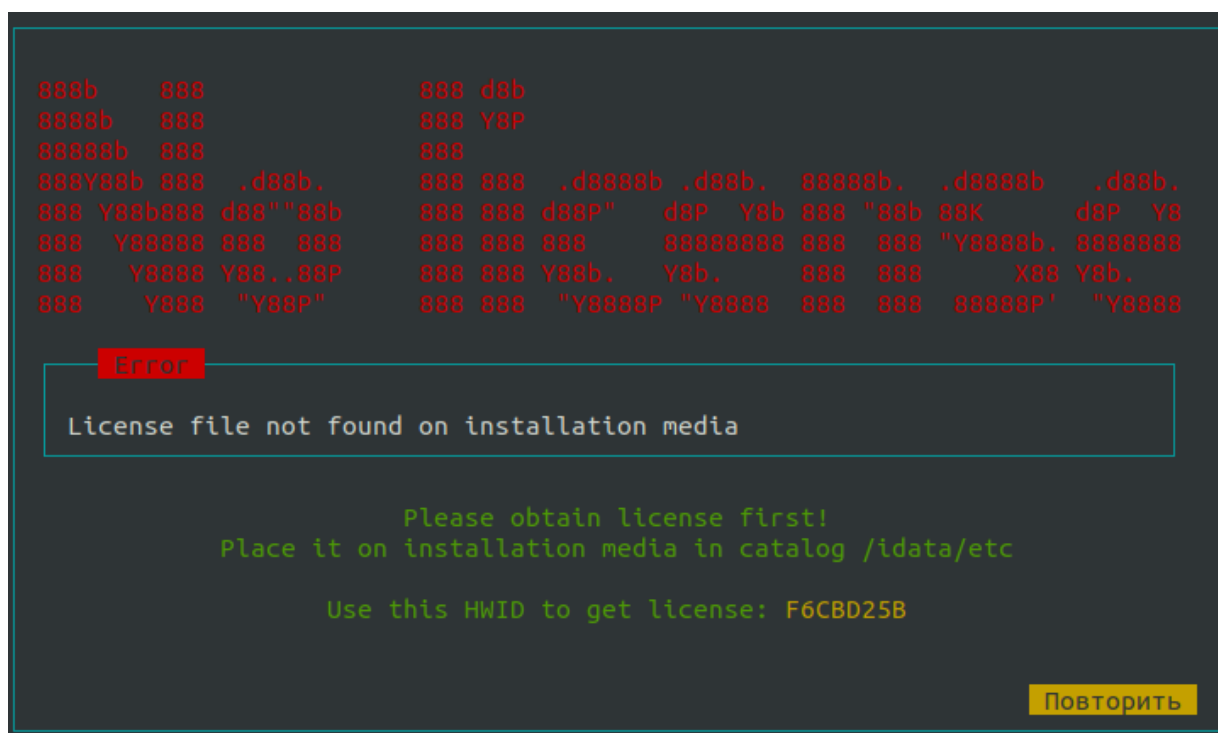 No license
Error
License file not found on installation media
Please obtain license first!
Place it on installation media in catalog /idata/etc
Use this HWID to get license: F6CBD25B
Повторить